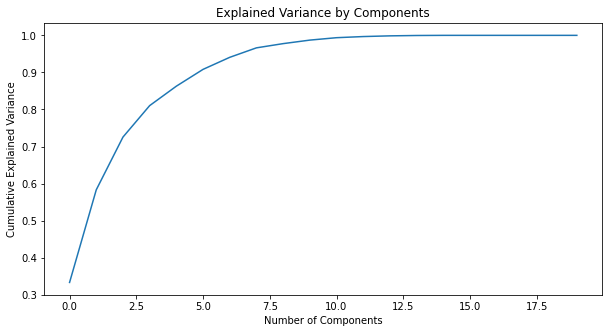 Explained Variance by Components
1.0
0.9
0.8
0.7
0.6
0.5
0.4
0.3
Cumulative Explained Variance
0.0 2.5 5.0 7.5 10.0 12.5 15.0 17.5
Number of Components